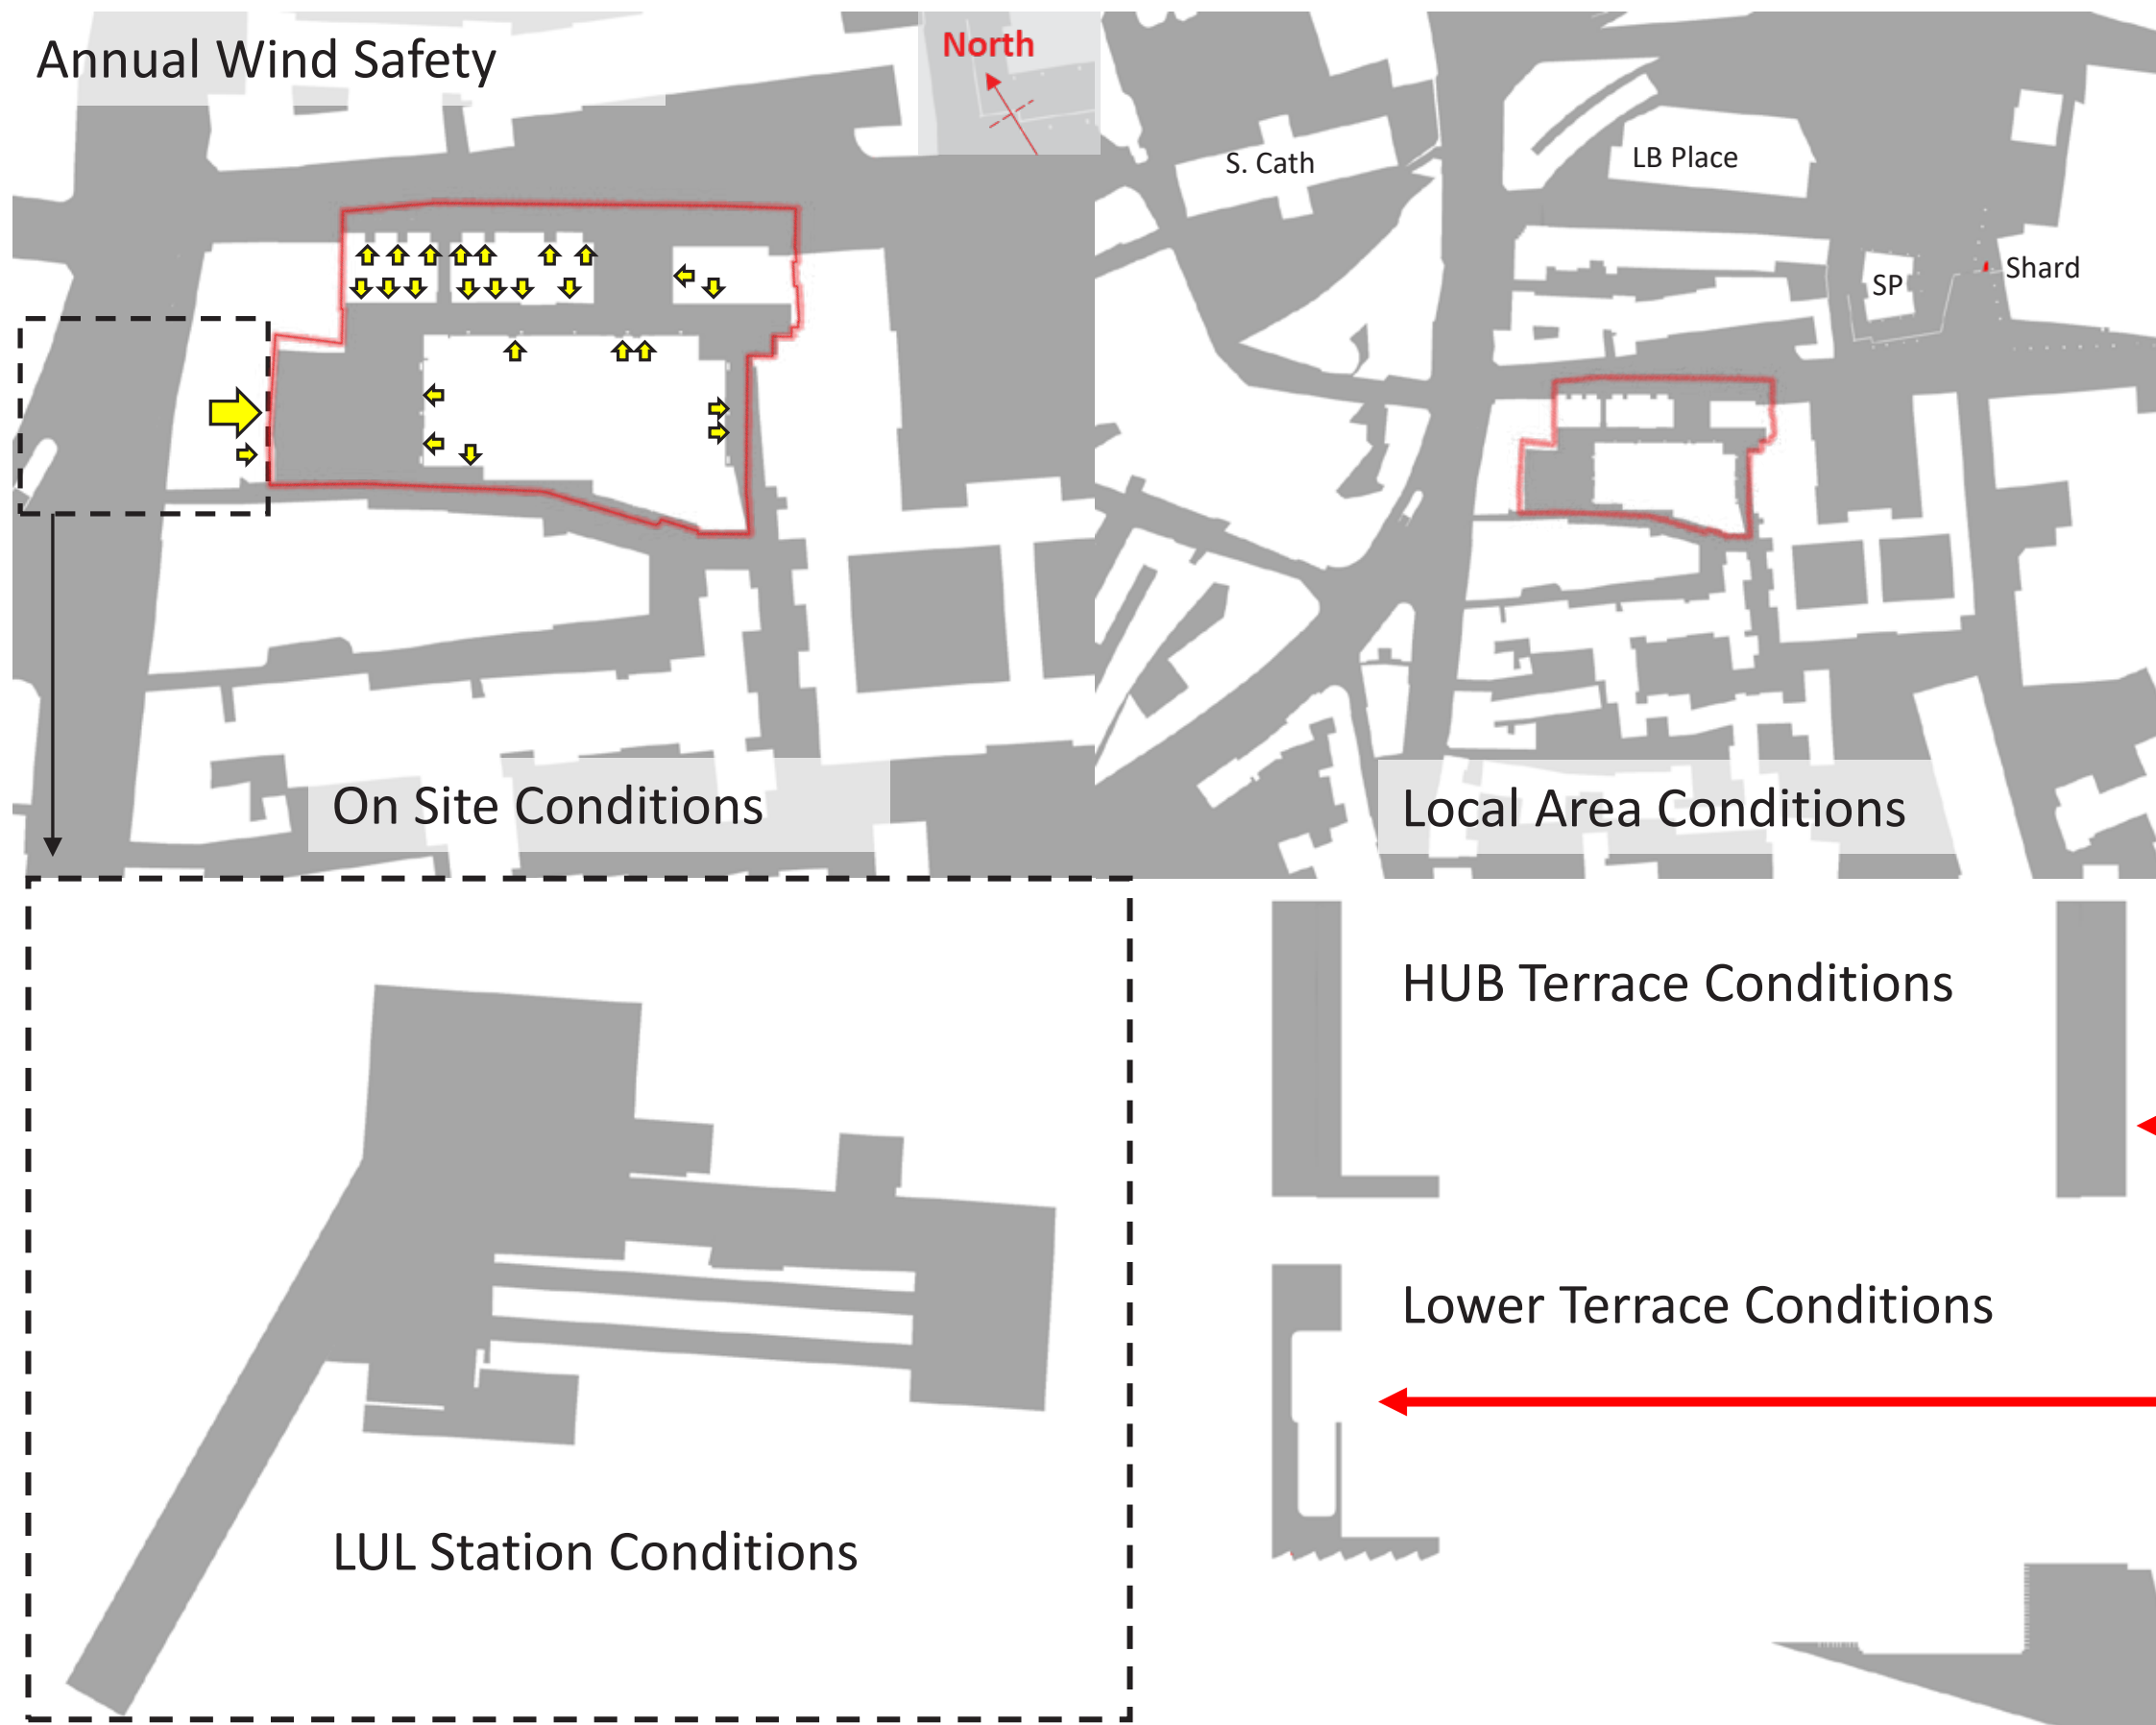 Annual Wind Safety
North
S. Cath
LB Place
SP
Shard
On Site Conditions
Local Area Conditions
HUB Terrace Conditions
Lower Terrace Conditions
LUL Station Conditions